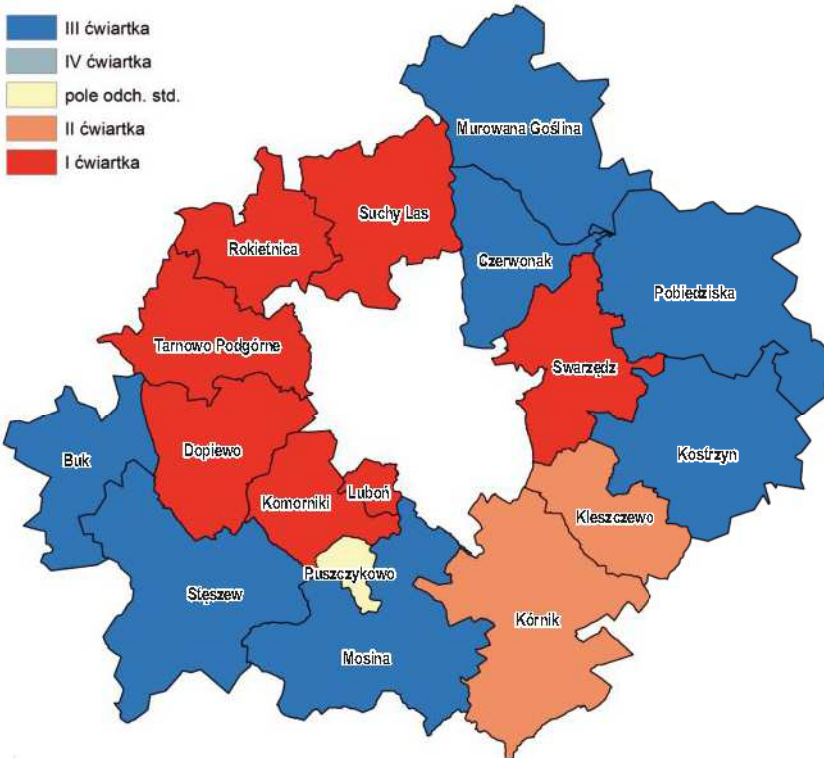 III ćwiartka
IV ćwiartka
pole odch. std.
II ćwiartka
I ćwiartka
Murowana Goślina
Suchy Las
Rokietnica
Czerwonak
Pobiedziska
Tarnowo Podgórne
Swarzędz
Buk
Dopiewo
Kostrzyn
Komorniki
Luboń
Kleszczewo
Puszczykowo
Stęszew
Kórnik
Mosina